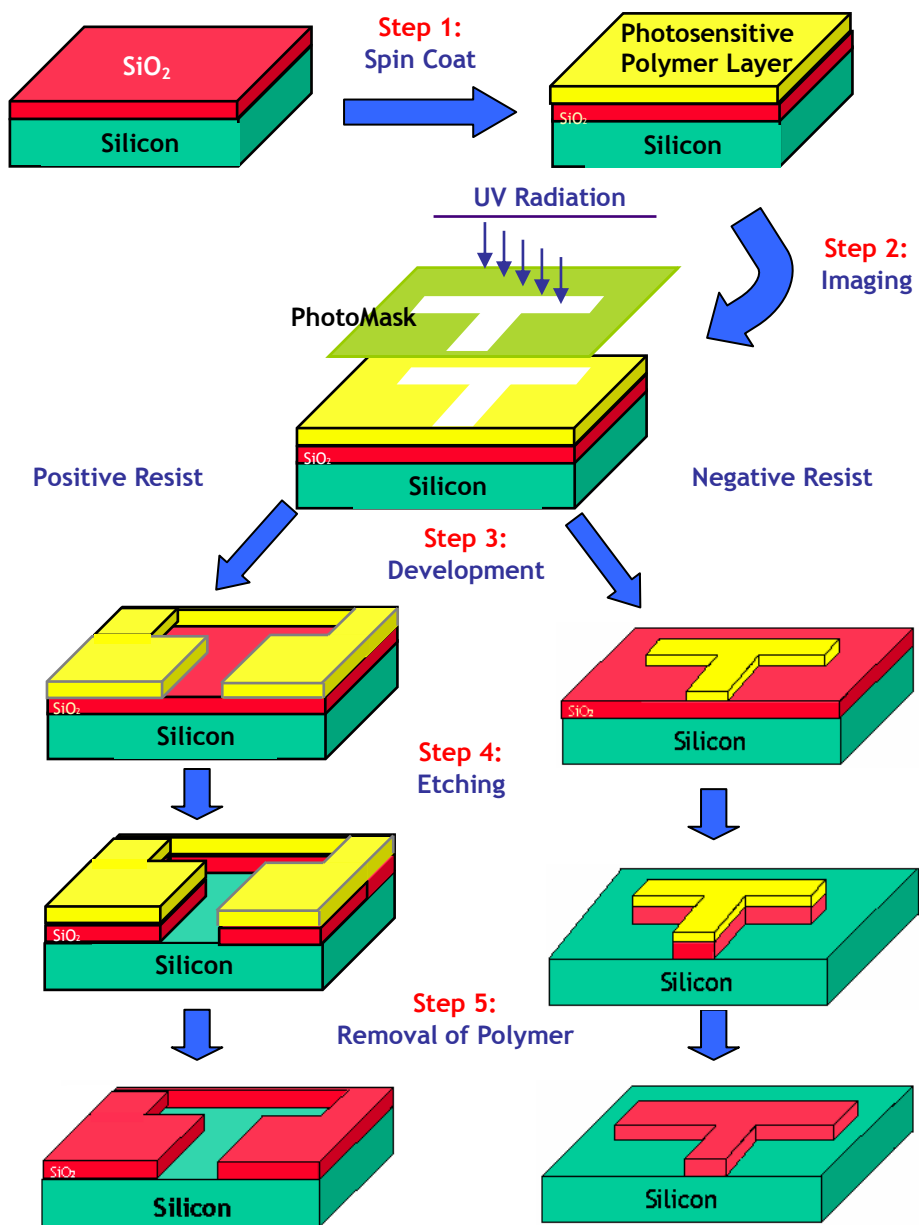 Step 1:
Spin Coat
SiO₂
Silicon
Photosensitive
Polymer Layer
SiO₂
Silicon
UV Radiation
Step 2:
Imaging
PhotoMask
SiO₂
Silicon
Positive Resist
Negative Resist
Step 3:
Development
SiO₂
Silicon
SiO₂
Silicon
Step 4:
Etching
SiO₂
Silicon
Silicon
Step 5:
Removal of Polymer
SiO₂
Silicon
Silicon